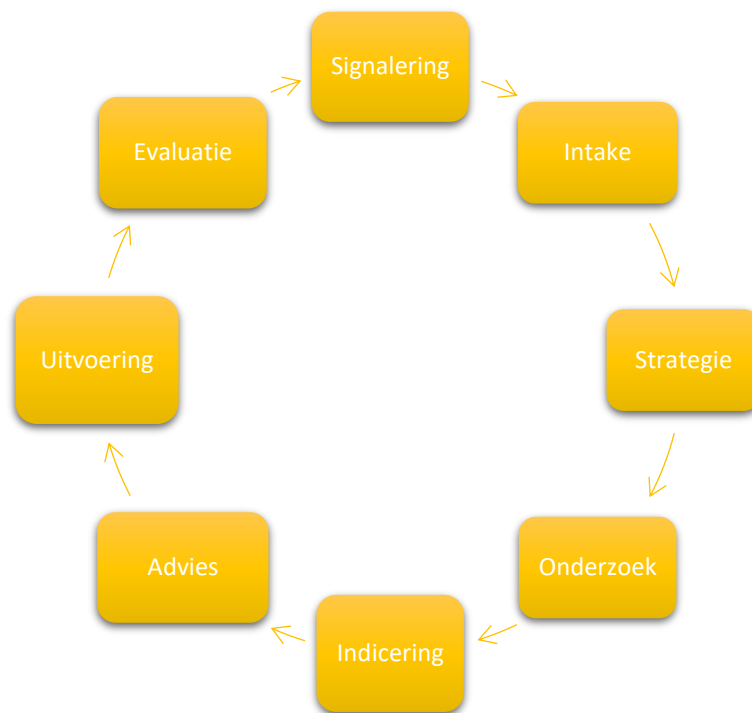 Signalering
Intake
Strategie
Onderzoek
Indicering
Advies
Uitvoering
Evaluatie